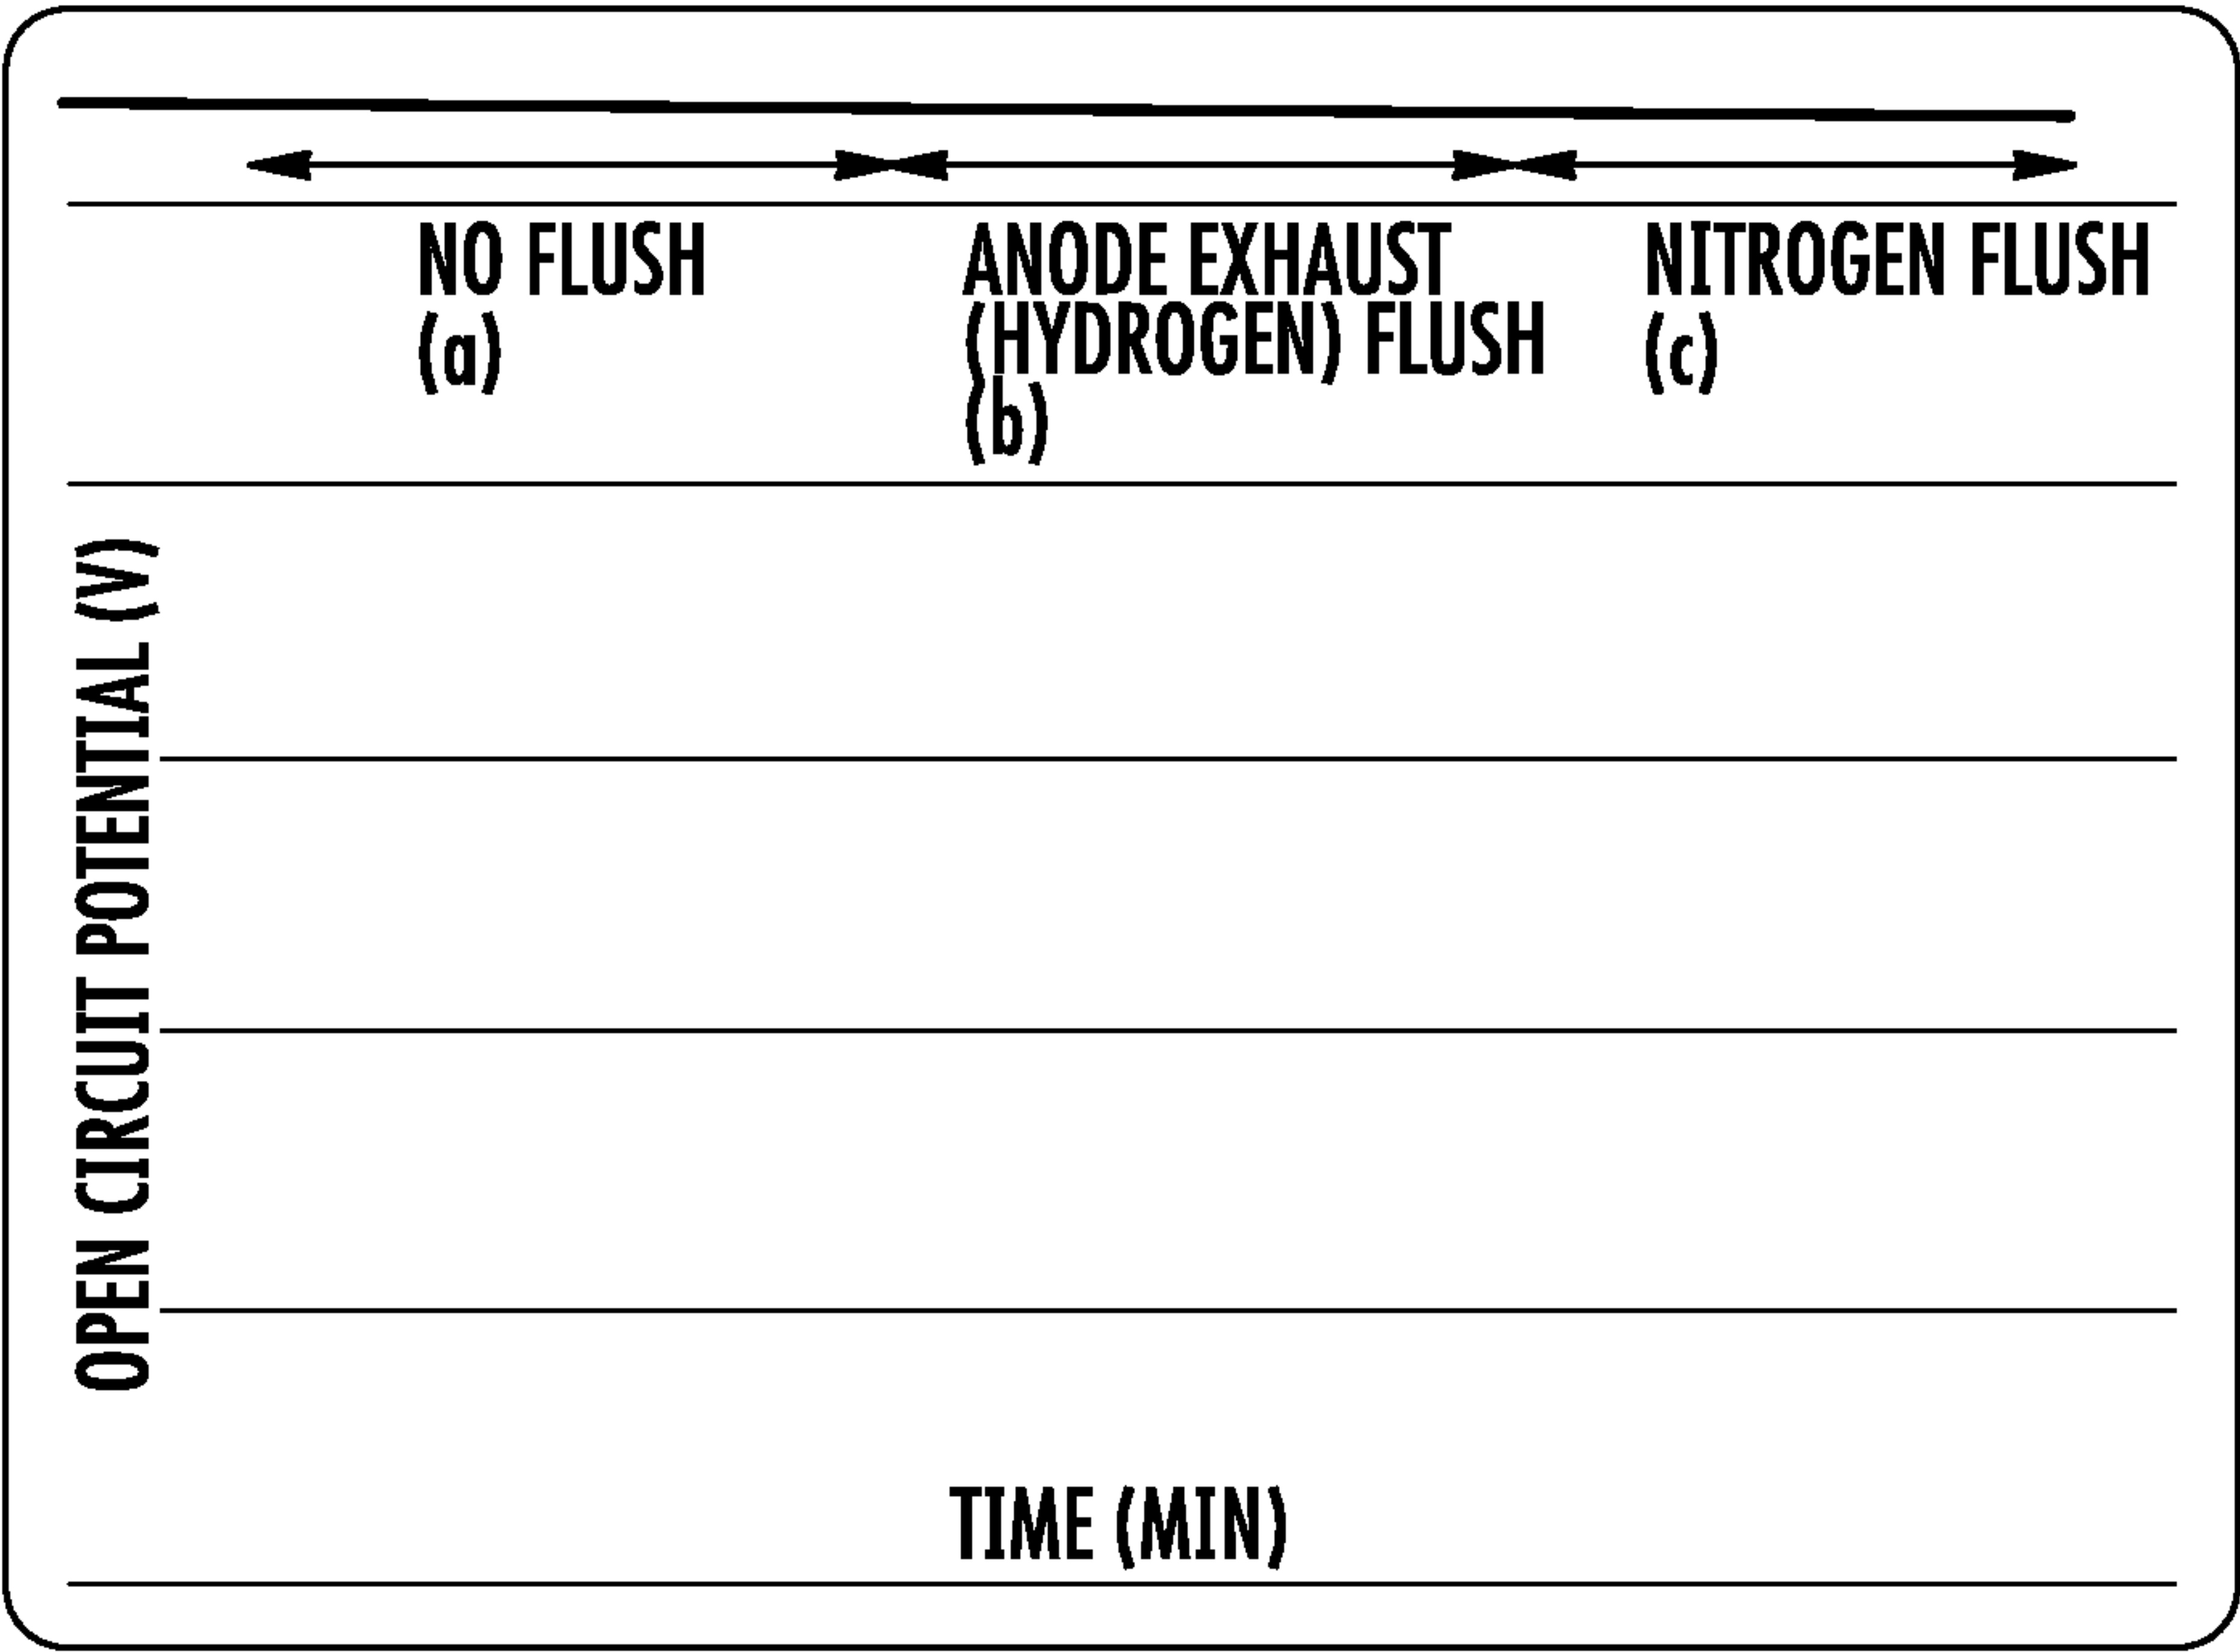 NO FLUSH
(a)
ANODE EXHAUST
(HYDROGEN) FLUSH
(b)
NITROGEN FLUSH
(c)
OPEN CIRCUIT POTENTIAL (V)
TIME (MIN)